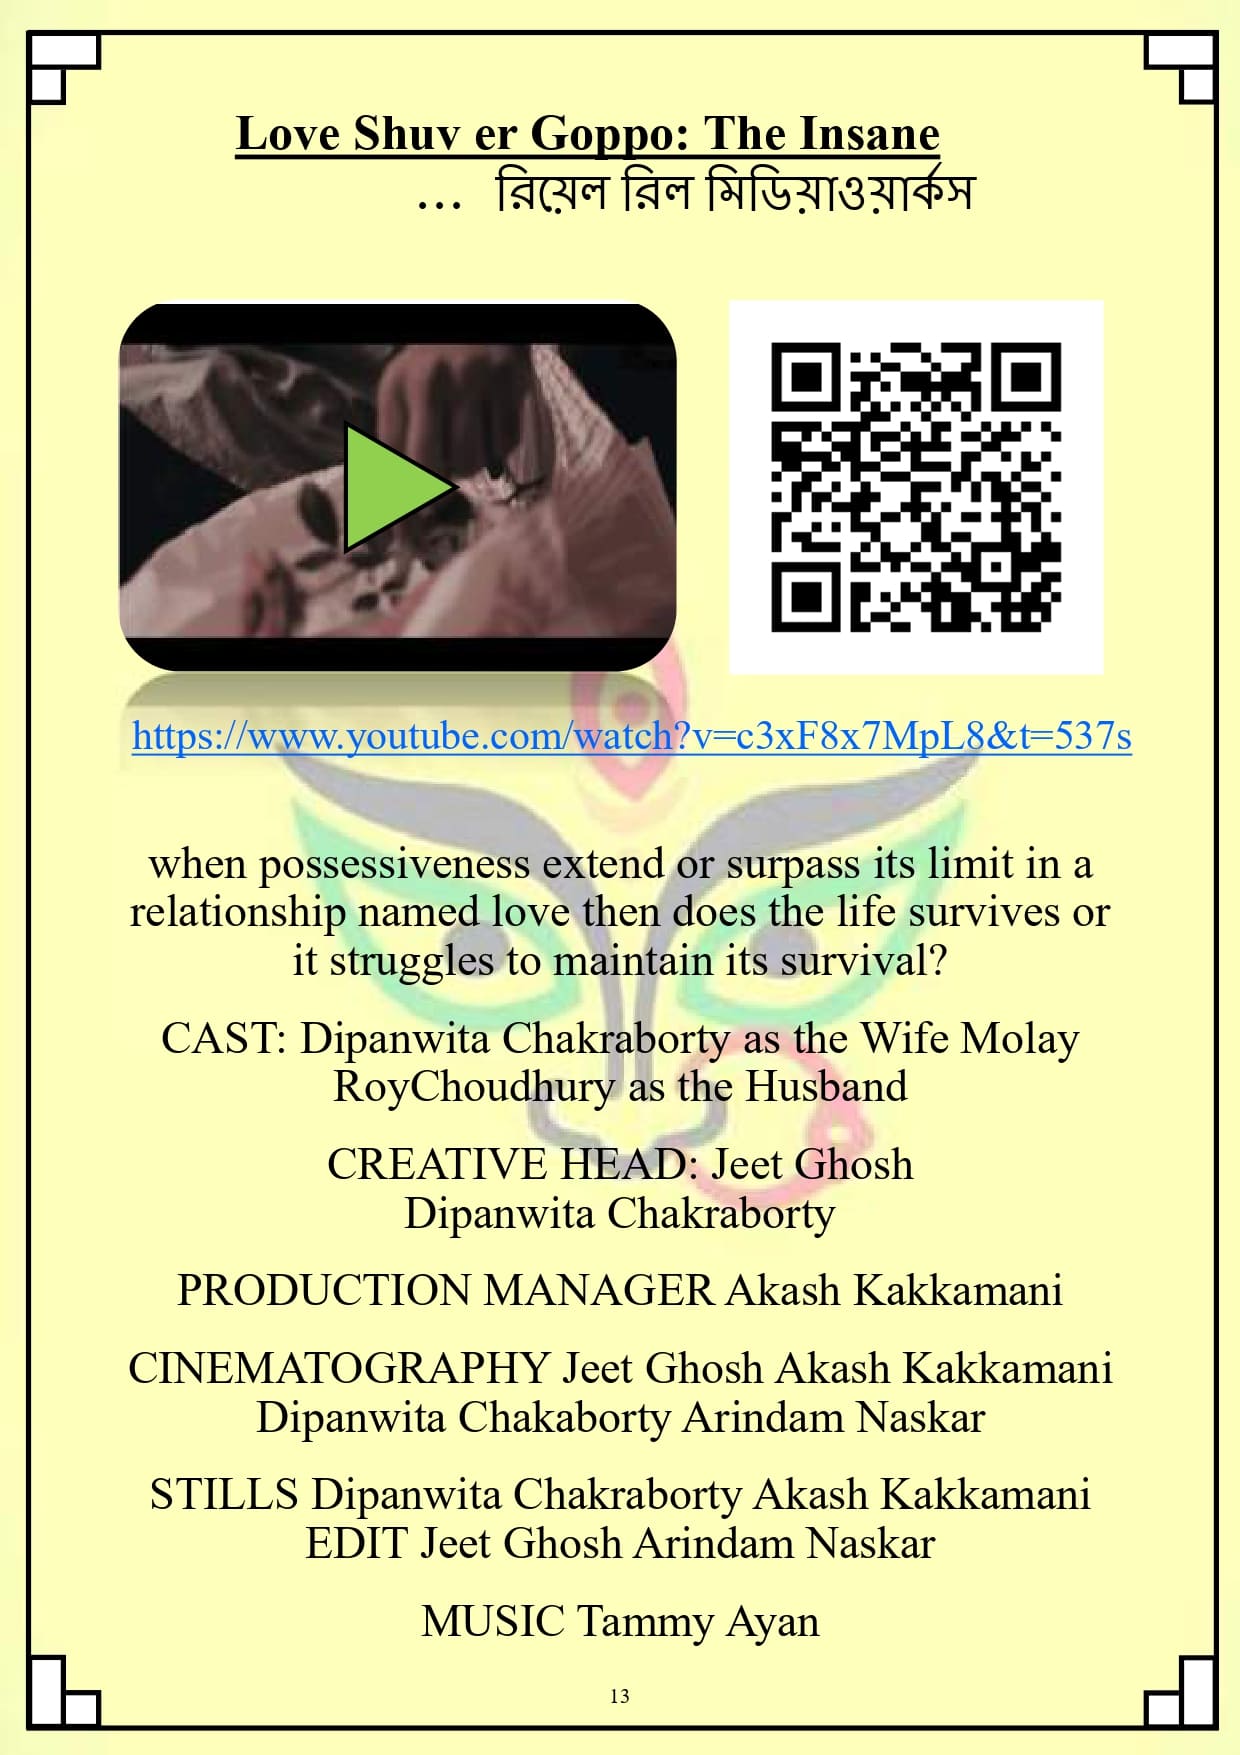 Love Shuv er Goppo: The Insane
... রিয়েল রিল মিডিয়াওয়ার্কস
https://www.youtube.com/watch?v=c3xF8x7MpL8&t=537s
when possessiveness extend or surpass its limit in a
relationship named love then does the life survives or
it struggles to maintain its survival?
CAST: Dipanwita Chakraborty as the Wife Molay
RoyChoudhury as the Husband
CREATIVE HEAD: Jeet Ghosh
Dipanwita Chakraborty
PRODUCTION MANAGER Akash Kakkamani
CINEMATOGRAPHY Jeet Ghosh Akash Kakkamani
Dipanwita Chakaborty Arindam Naskar
STILLS Dipanwita Chakraborty Akash Kakkamani
EDIT Jeet Ghosh Arindam Naskar
MUSIC Tammy Ayan
13